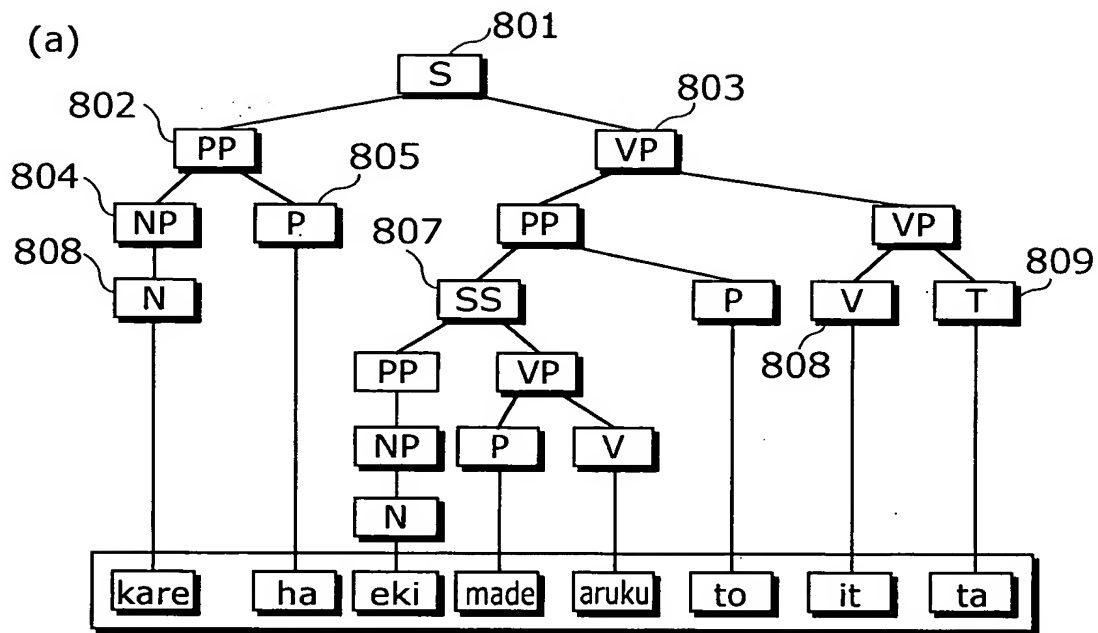 (a)
801
S
802
803
PP
VP
804
805
NP
P
PP
VP
808
807
809
N
SS
P
V
T
808
PP
VP
NP
P
V
N
kare ha eki made aruku to it ta